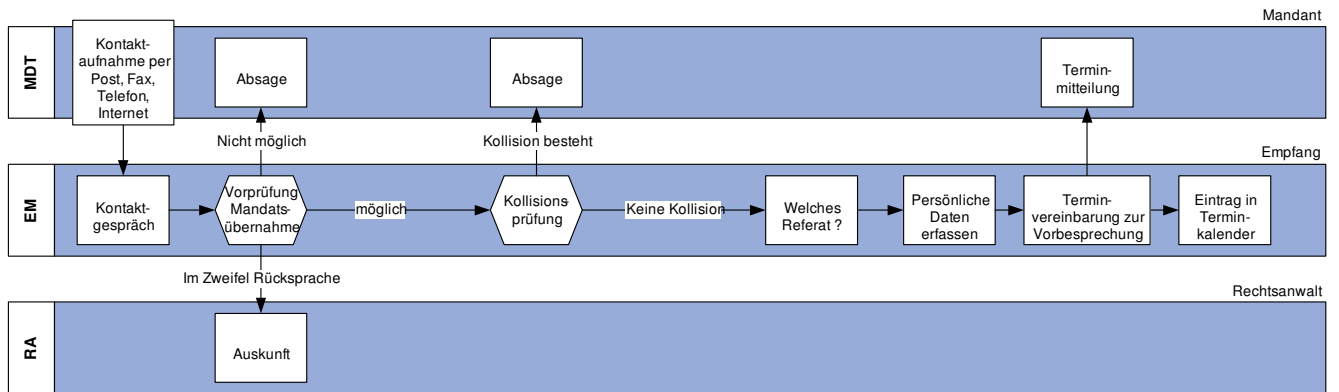 Mandant
MDT
Kontakt-
aufnahme per
Post, Fax,
Telefon,
Internet
Absage
Absage
Termin-
mitteilung
Nicht möglich
Kollision besteht
Empfang
EM
Kontakt-
gespräch
Vorprüfung
Mandats-
übernahme
möglich
Kollisions-
prüfung
Keine Kollision
Welches
Referat ?
Persönliche
Daten
erfassen
Termin-
vereinbarung zur
Vorbesprechung
Eintrag in
Termin-
kalender
Im Zweifel Rücksprache
Rechtsanwalt
RA
Auskunft